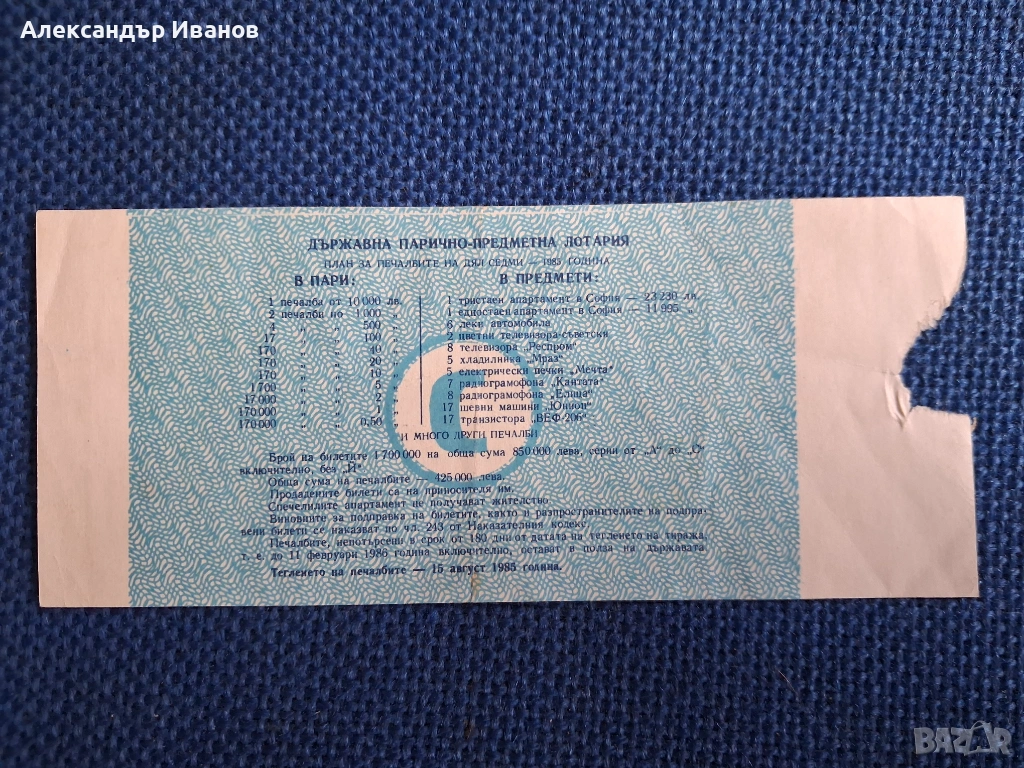 Александър Иванов
ДЪРЖАВНА ПАРИЧНО-ПРЕДМЕТНА ЛОТАРИЯ
ПЛАН ЗА ПЕЧАЛБИТЕ НА ДЯЛ СЕДМИ — 1985 ГОДИНА
В ПАРИ:
1 печалба от 10 000 лв.
2 печалби по 1 000 „
4 „ „ 500 „
17 „ „ 100 „
170 „ „ 40 „
170 „ „ 20 „
170 „ „ 10 „
1 700 „ „ 5 „
17 000 „ „ 2 „
170 000 „ „ 1 „
170 000 „ „ 0,50 „
В ПРЕДМЕТИ:
1 тристаен апартамент в София — 23 230 лв.
1 едностаен апартамент в София — 11 995 „
6 леки автомобила
2 цветни телевизора-съветски
8 телевизора „Респром“
5 хладилника „Мраз“
5 електрически печки „Мечта“
7 радиограмофона „Кантата“
8 радиограмофона „Елица“
17 шевни машини „Юнион“
17 транзистора „ВЕФ-206“
И МНОГО ДРУГИ ПЕЧАЛБИ
Брой на билетите 1 700 000 на обща сума 850 000 лева, серии от „А“ до „С“
включително, без „Й“.
Обща сума на печалбите — 425 000 лева.
Продадените билети са на приносителя им.
Спечелилите апартамент не получават жителство.
Виновните за подправка на билетите, както и разпространителите на подпра-
вени билети се наказват по чл. 243 от Наказателния кодекс.
Печалбите, непотърсени в срок от 180 дни от датата на тегленето на тиража,
т. е. до 11 февруари 1986 година включително, остават в полза на държавата
Тегленето на печалбите — 15 август 1985 година.
BAZAR